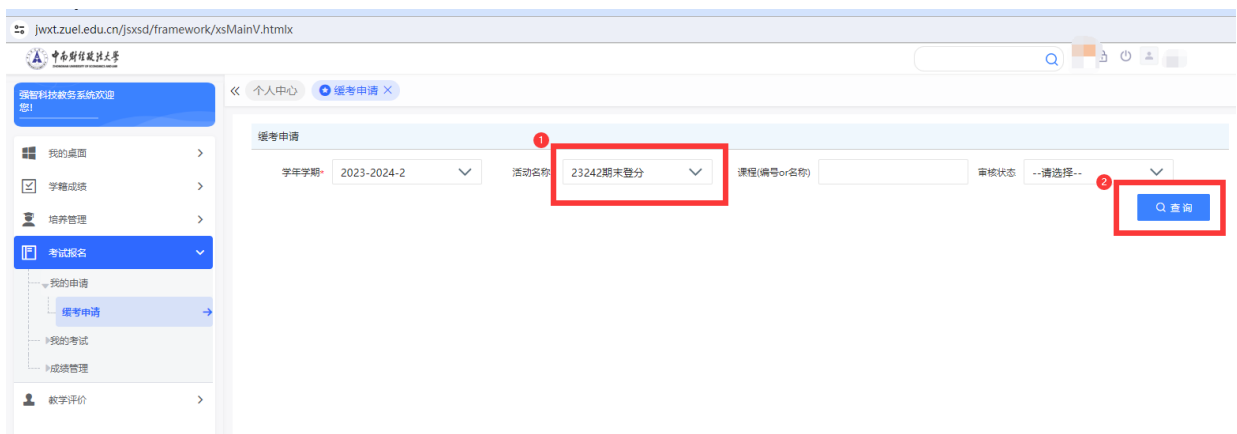 jwxt.zuel.edu.cn/jsxsd/framework/xsMainV.htmlx
中南财经政法大学
强智科技教务系统欢迎
您!
个人中心 缓考申请
我的桌面
学籍成绩
培养管理
考试报名
我的申请
缓考申请
我的考试
成绩管理
教学评价
缓考申请
1
学年学期* 2023-2024-2 活动名称 23242期末登分 课程(编号or名称) 审核状态 --请选择--
2
查询